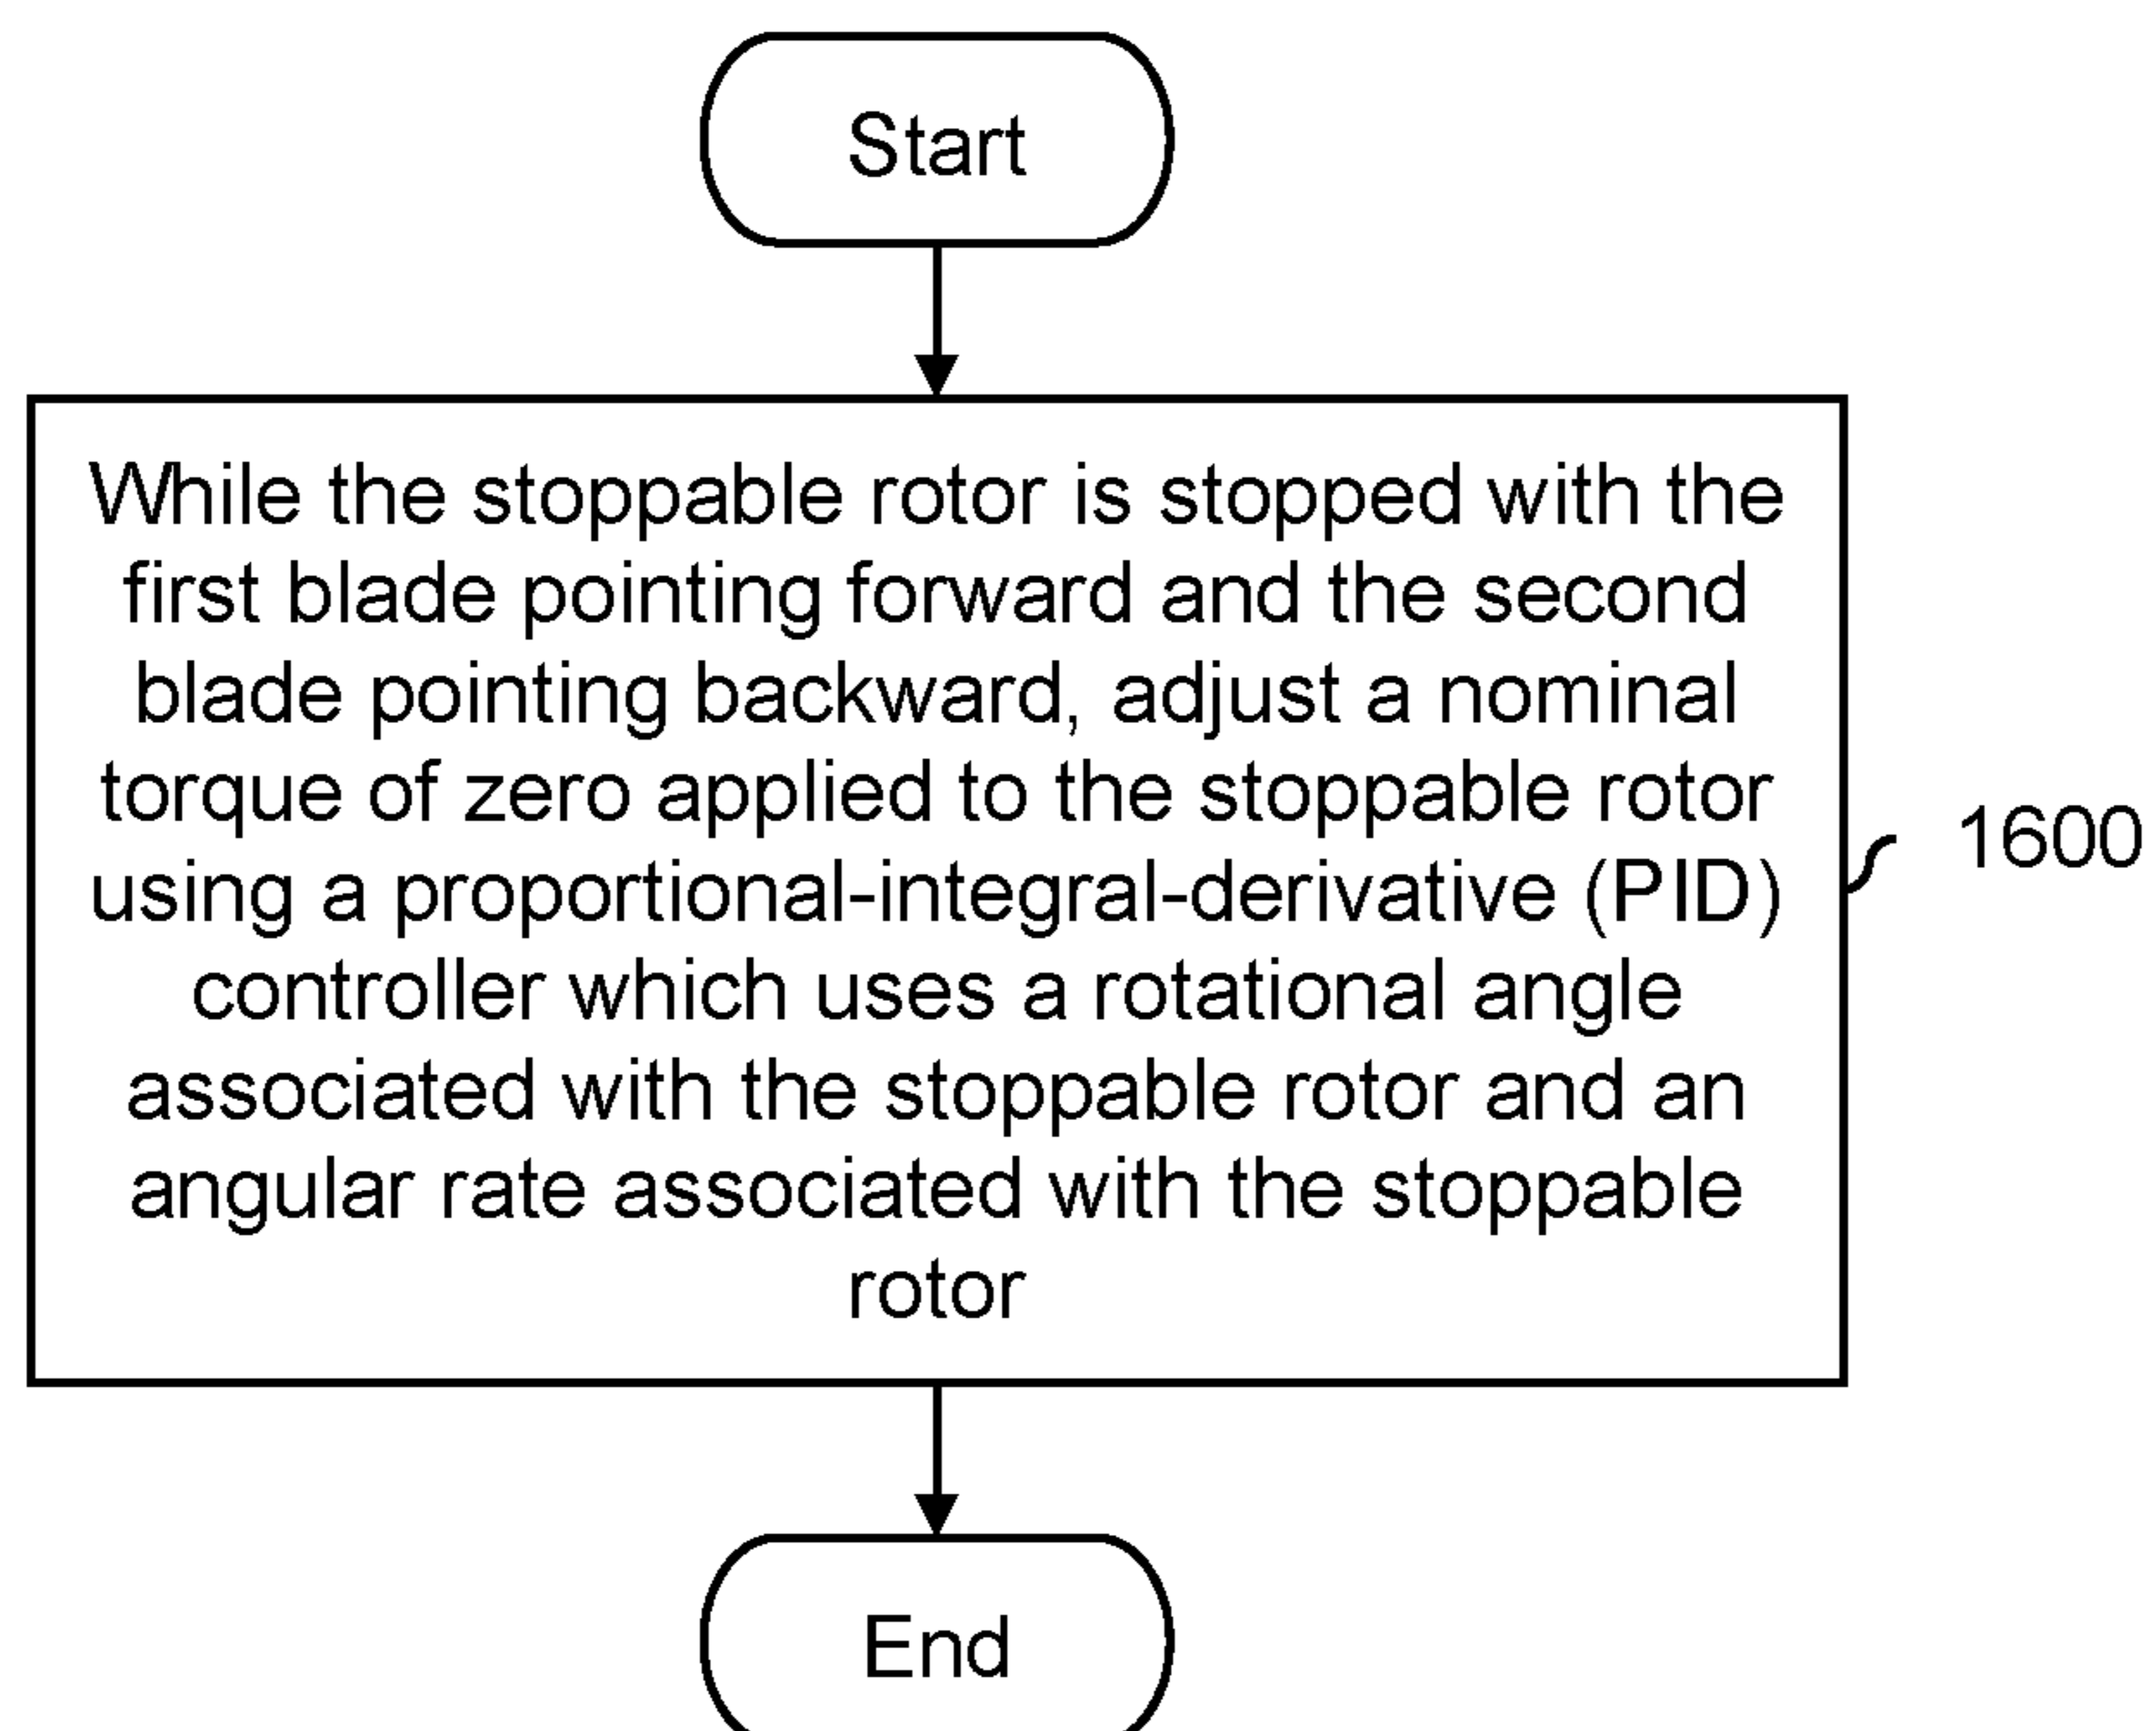 Start
While the stoppable rotor is stopped with the
first blade pointing forward and the second
blade pointing backward, adjust a nominal
torque of zero applied to the stoppable rotor
using a proportional-integral-derivative (PID)
controller which uses a rotational angle
associated with the stoppable rotor and an
angular rate associated with the stoppable
rotor
1600
End